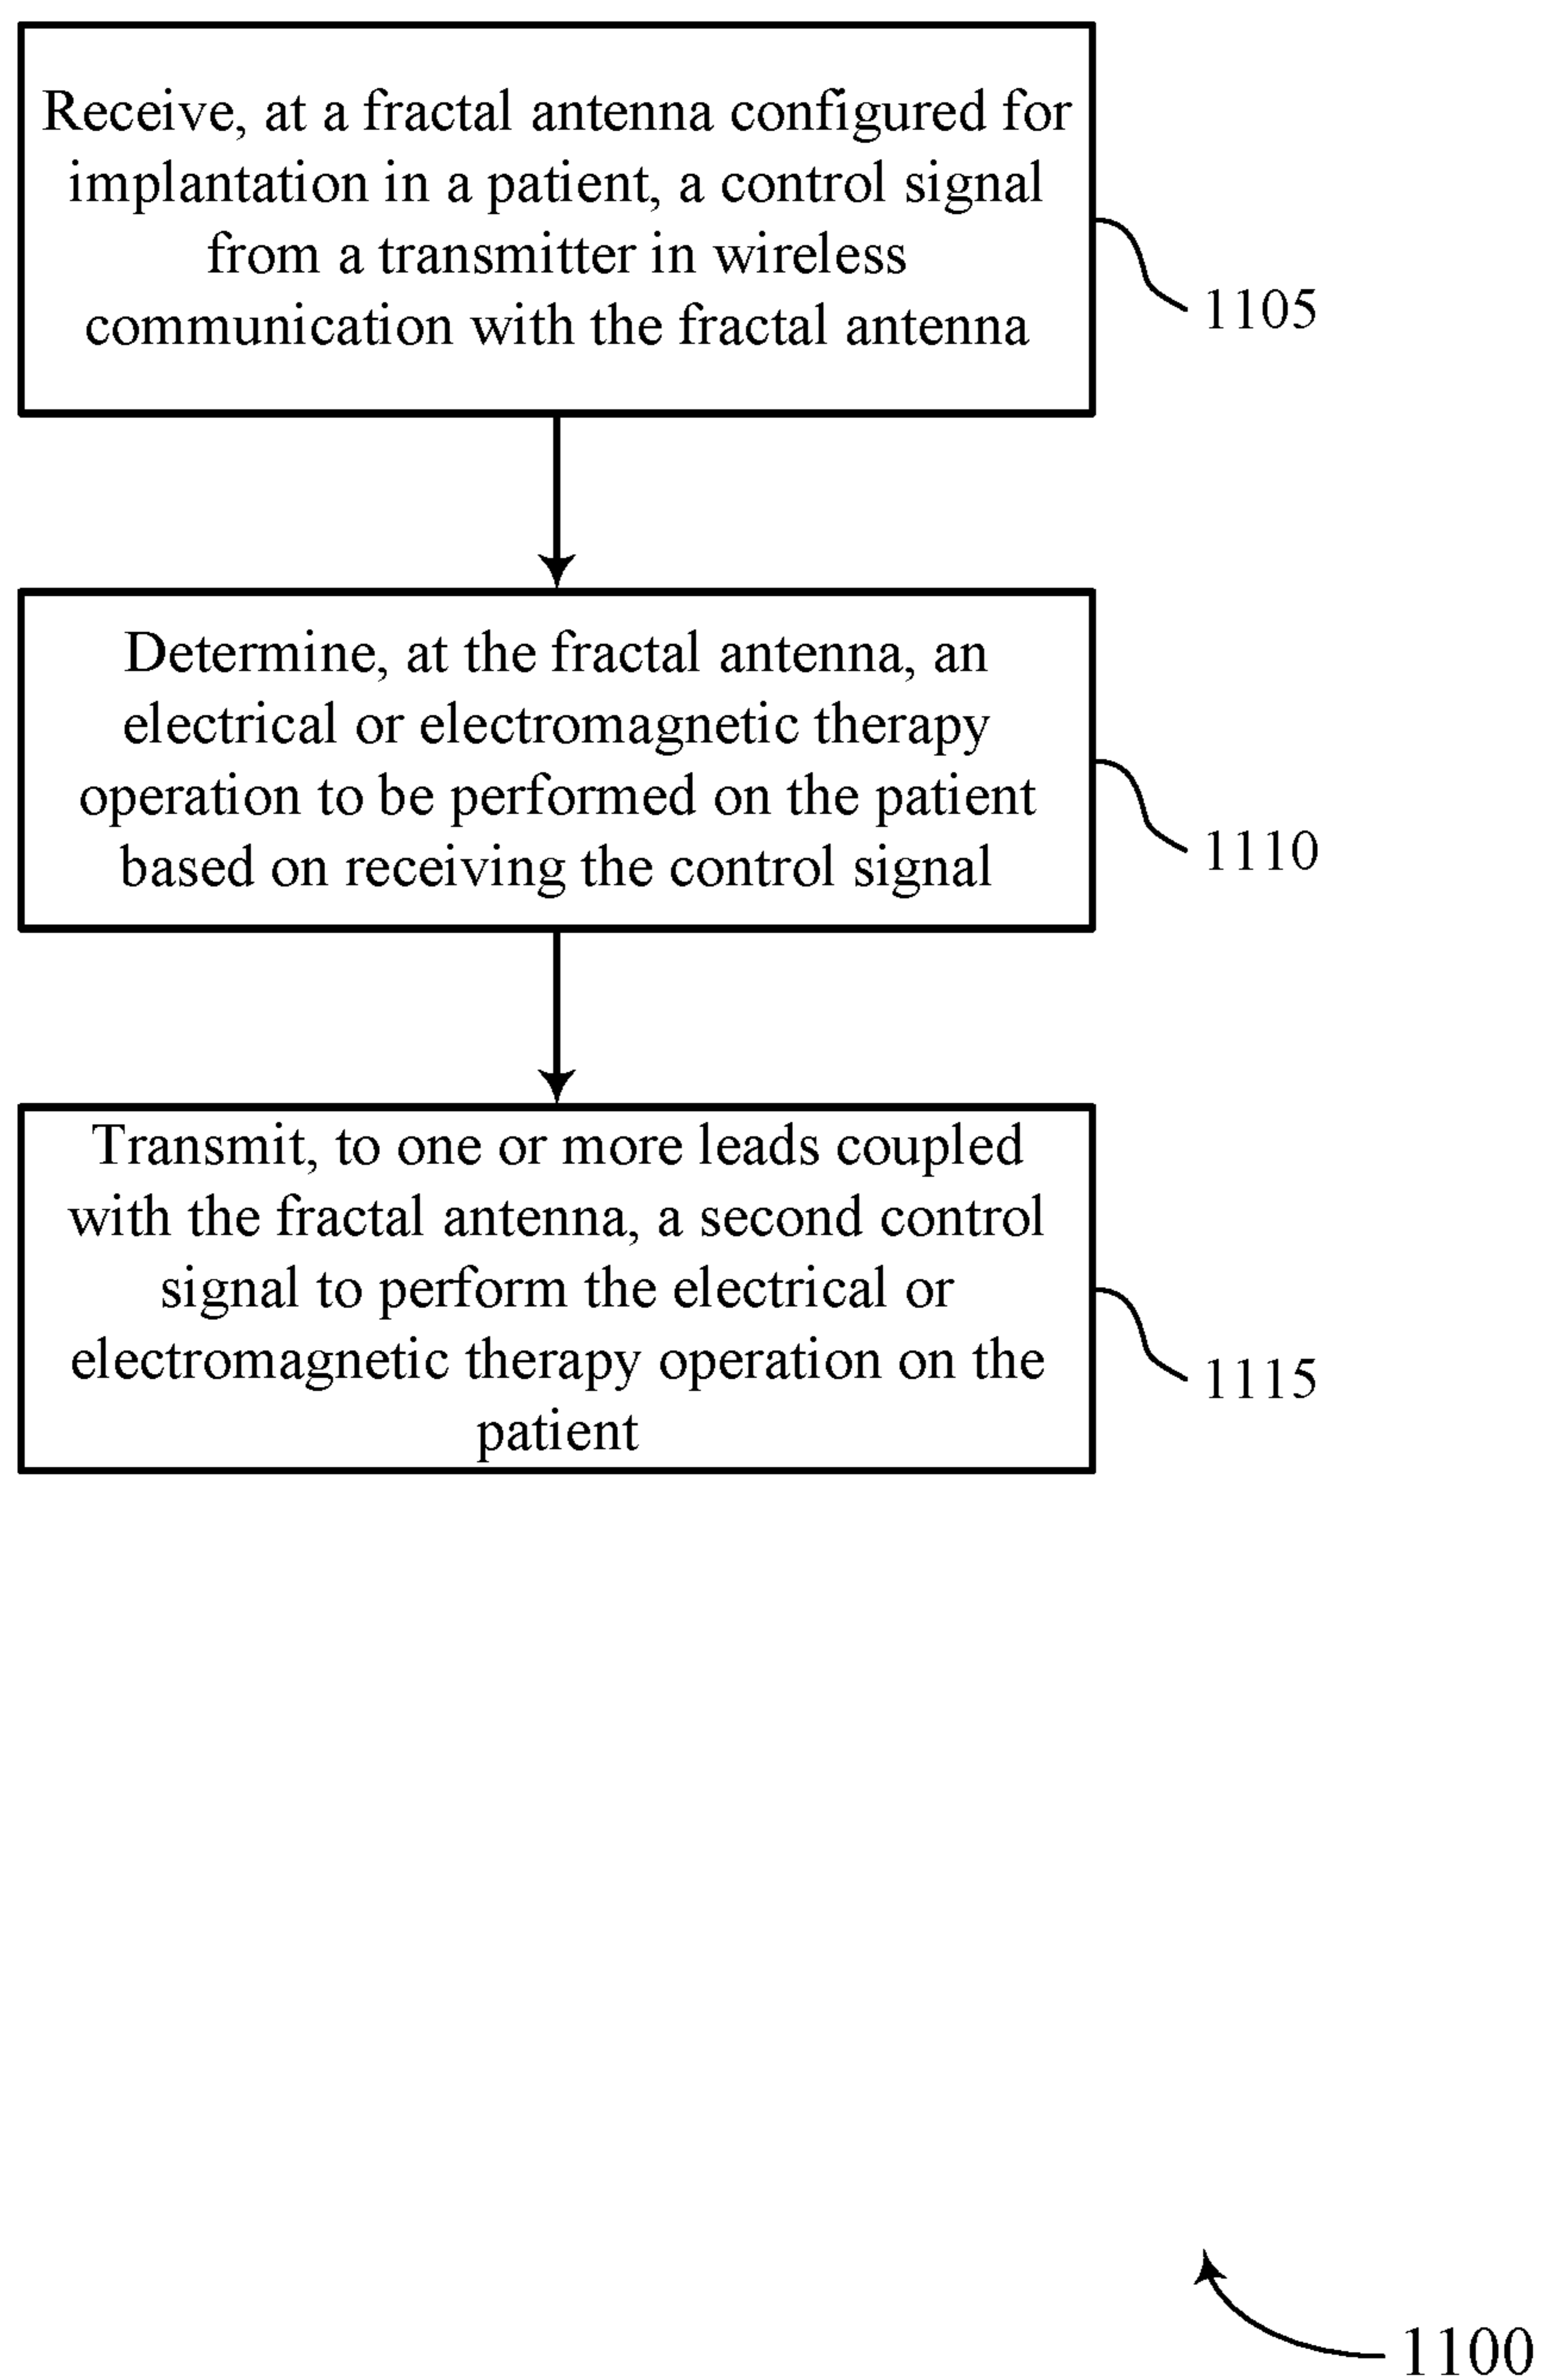 Receive, at a fractal antenna configured for
implantation in a patient, a control signal
from a transmitter in wireless
communication with the fractal antenna
1105
Determine, at the fractal antenna, an
electrical or electromagnetic therapy
operation to be performed on the patient
based on receiving the control signal
1110
Transmit, to one or more leads coupled
with the fractal antenna, a second control
signal to perform the electrical or
electromagnetic therapy operation on the
patient
1115
1100